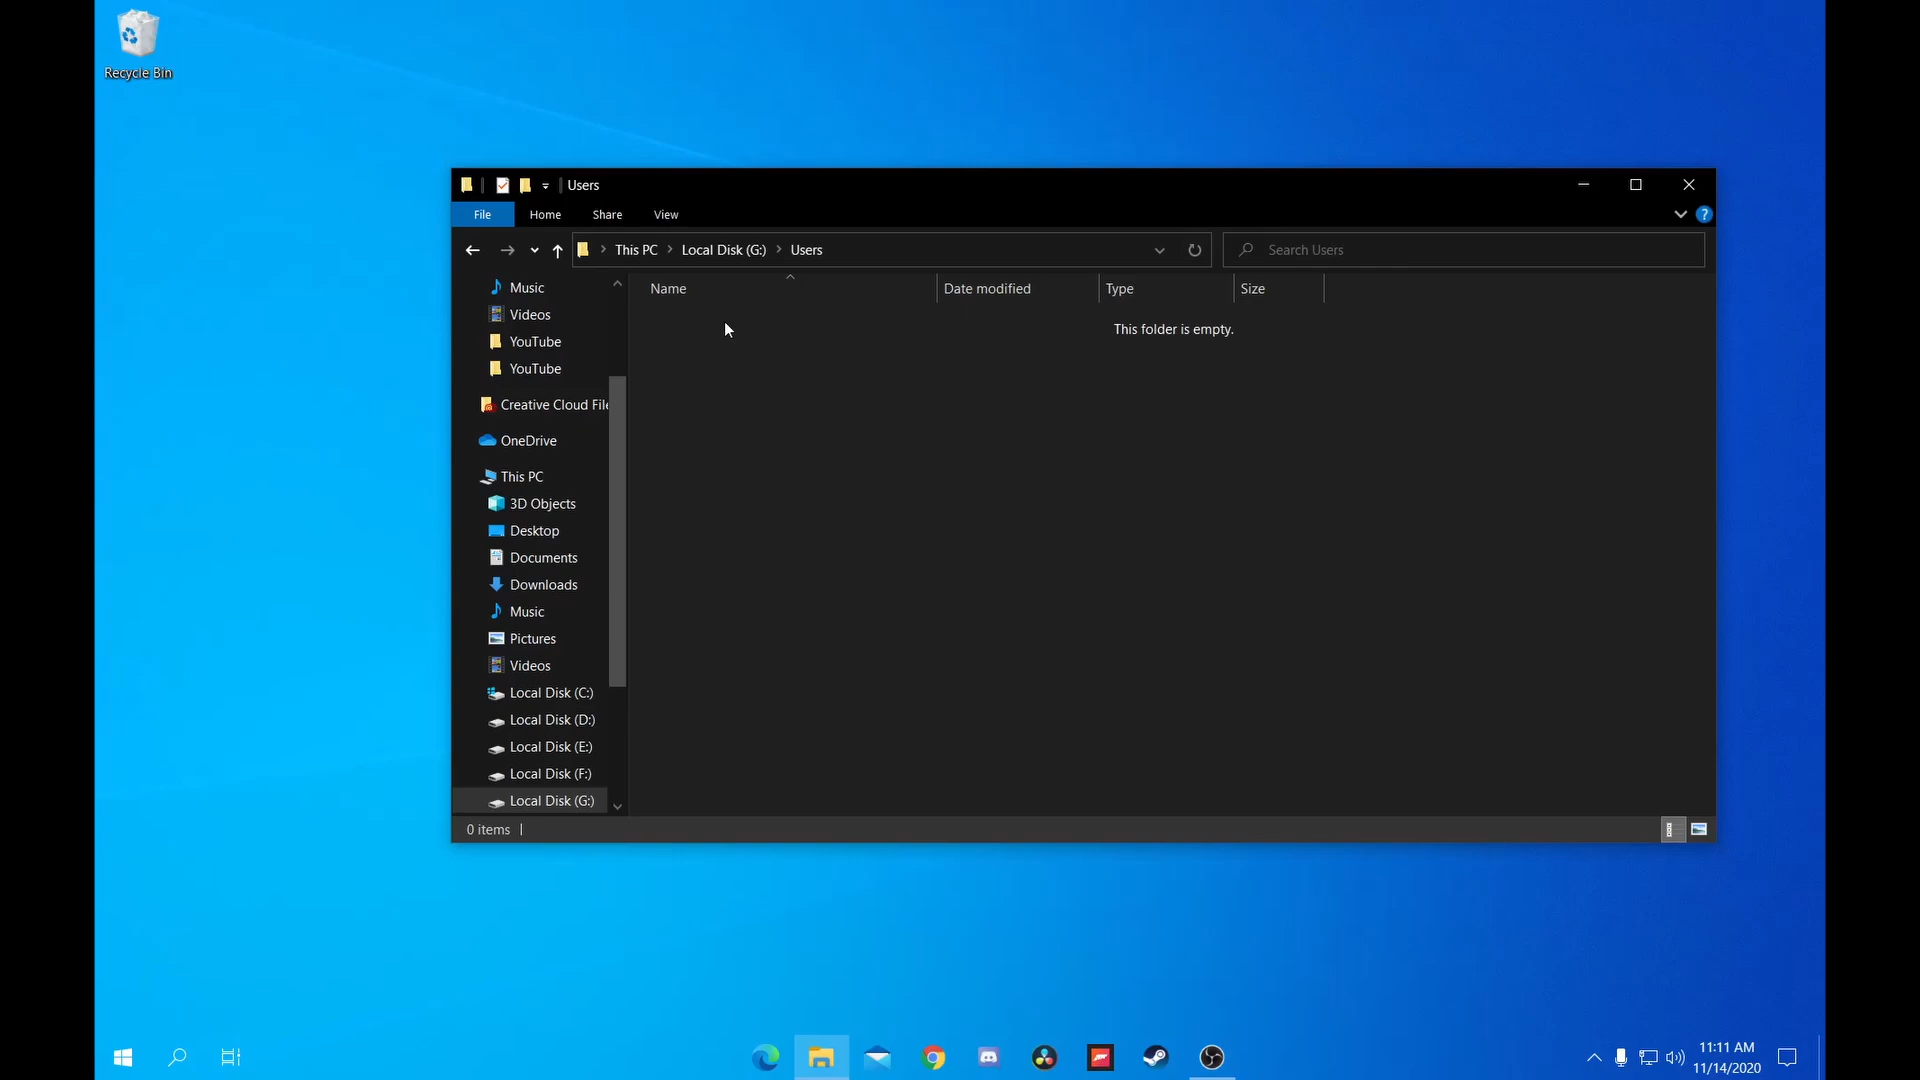 Recycle Bin
Users
File Home Share View
?
This PC Local Disk (G:) Users
Search Users
Name Date modified Type Size
This folder is empty.
Music
Videos
YouTube
YouTube
Creative Cloud File
OneDrive
This PC
3D Objects
Desktop
Documents
Downloads
Music
Pictures
Videos
Local Disk (C:)
Local Disk (D:)
Local Disk (E:)
Local Disk (F:)
Local Disk (G:)
0 items
11:11 AM
11/14/2020